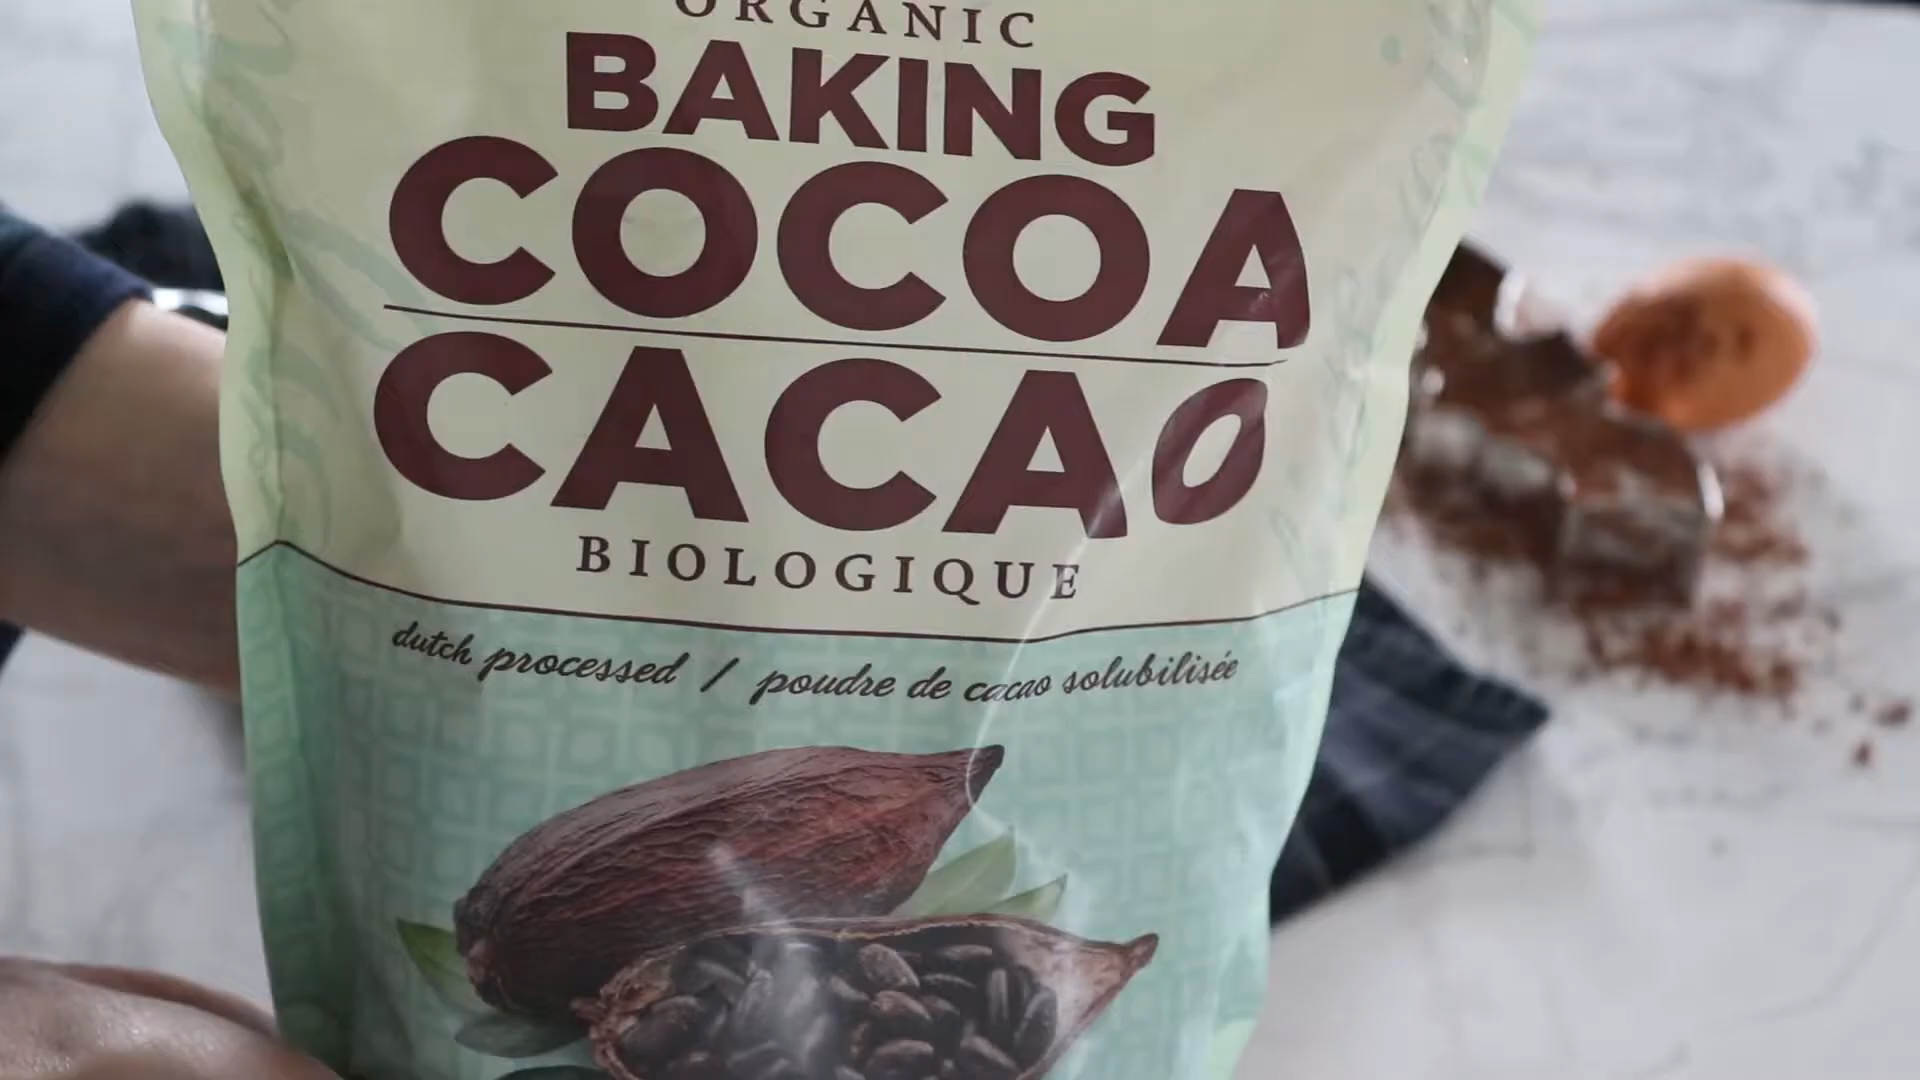 ORGANIC
BAKING
COCOA
CACAO
BIOLOGIQUE
dutch processed / poudre de cacao solubilisée